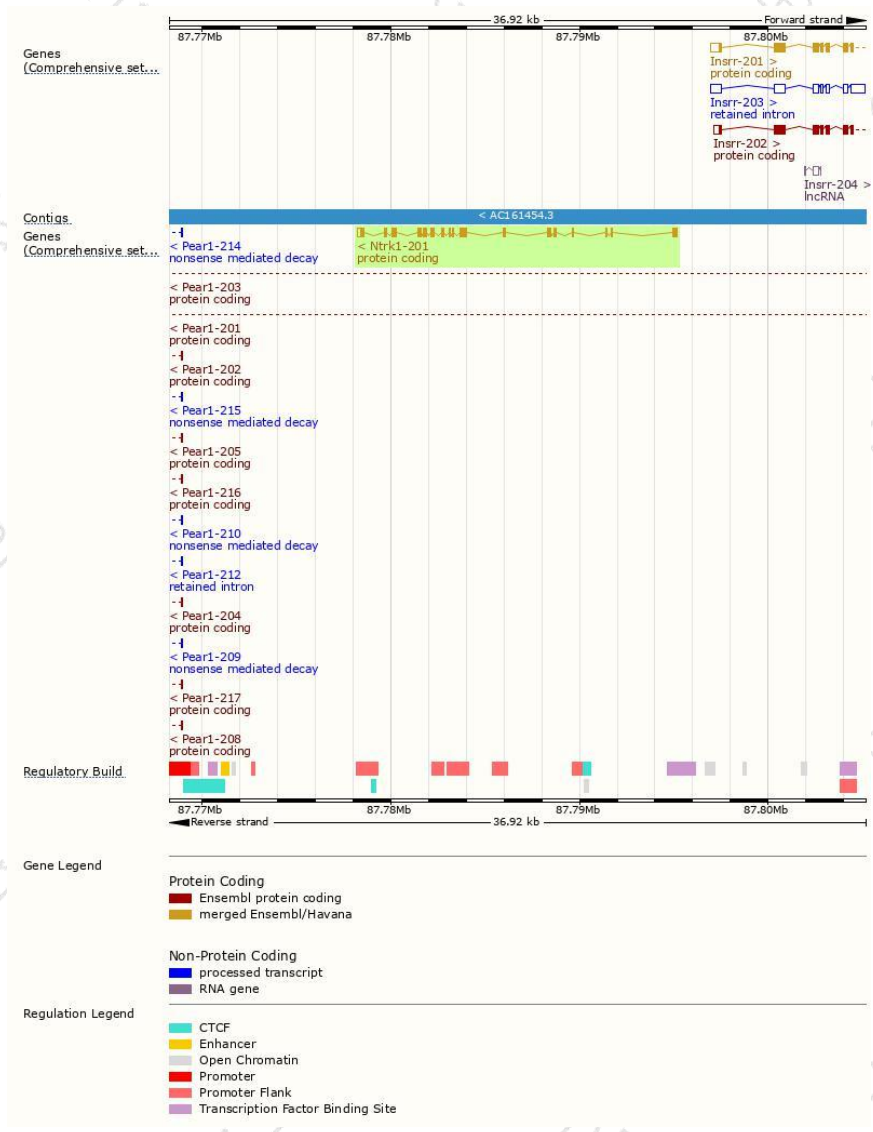 36.92 kb
Forward strand
87.77Mb 87.78Mb 87.79Mb 87.80Mb
Genes
(Comprehensive set...
Insrr-201 >
protein coding
Insrr-203 >
retained intron
Insrr-202 >
protein coding
Insrr-204 >
lncRNA
Contigs
< AC161454.3
Genes
(Comprehensive set...
< Pear1-214
nonsense mediated decay
< Ntrk1-201
protein coding
< Pear1-203
protein coding
< Pear1-201
protein coding
< Pear1-202
protein coding
< Pear1-215
nonsense mediated decay
< Pear1-205
protein coding
< Pear1-216
protein coding
< Pear1-210
nonsense mediated decay
< Pear1-212
retained intron
< Pear1-204
protein coding
< Pear1-209
nonsense mediated decay
< Pear1-217
protein coding
< Pear1-208
protein coding
Regulatory Build
87.77Mb 87.78Mb 87.79Mb 87.80Mb
Reverse strand
36.92 kb
Gene Legend
Protein Coding
Ensembl protein coding
merged Ensembl/Havana
Non-Protein Coding
processed transcript
RNA gene
Regulation Legend
CTCF
Enhancer
Open Chromatin
Promoter
Promoter Flank
Transcription Factor Binding Site